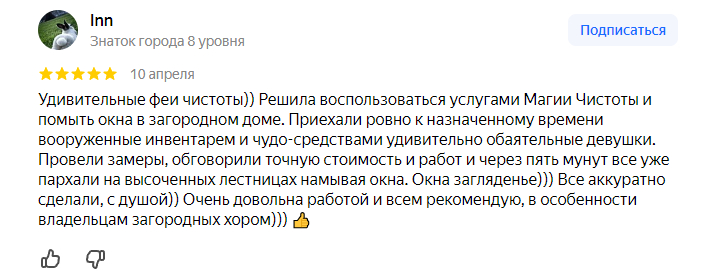 Inn
Подписаться
Знаток города 8 уровня
10 апреля
Удивительные феи чистоты)) Решила воспользоваться услугами Магии Чистоты и
помыть окна в загородном доме. Приехали ровно к назначенному времени
вооруженные инвентарем и чудо-средствами удивительно обаятельные девушки.
Провели замеры, обговорили точную стоимость и работ и через пять мунут все уже
пархали на высоченных лестницах намывая окна. Окна загляденье))) Все аккуратно
сделали, с душой)) Очень довольна работой и всем рекомендую, в особенности
владельцам загородных хором))) 👍